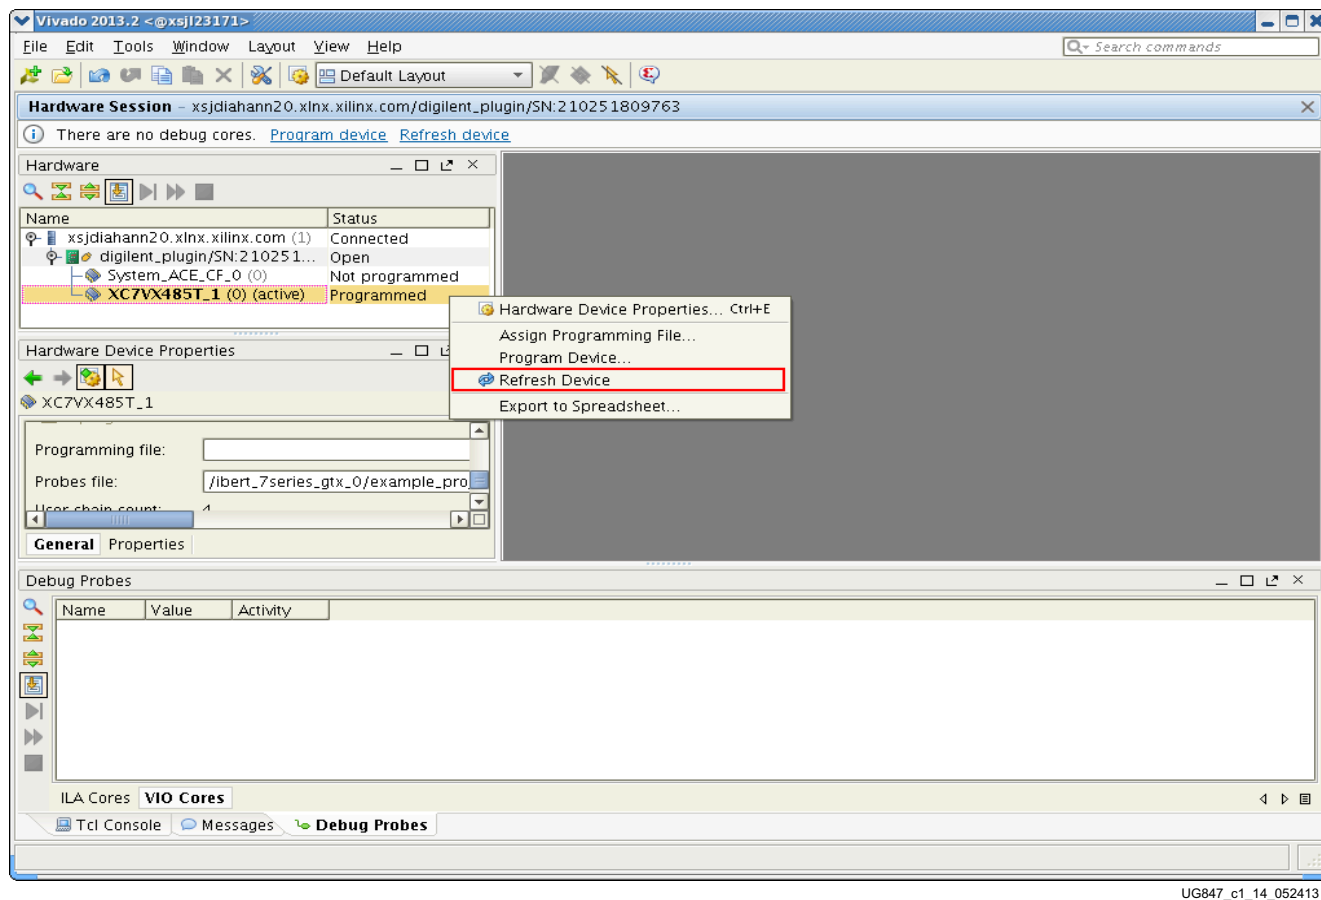 Vivado 2013.2 <@xsjl23171>
File Edit Tools Window Layout View Help
Search commands
Default Layout
Hardware Session - xsjdiahann20.xlnx.xilinx.com/digilent_plugin/SN:210251809763
There are no debug cores. Program device Refresh device
Hardware
Name Status
xsjdiahann20.xlnx.xilinx.com (1) Connected
digilent_plugin/SN:210251... Open
System_ACE_CF_0 (0) Not programmed
XC7VX485T_1 (0) (active) Programmed
Hardware Device Properties... Ctrl+E
Assign Programming File...
Program Device...
Refresh Device
Export to Spreadsheet...
Hardware Device Properties
XC7VX485T_1
Programming file:
Probes file: /ibert_7series_gtx_0/example_pro
User chain count: 4
General Properties
Debug Probes
Name Value Activity
ILA Cores VIO Cores
Tcl Console Messages Debug Probes
UG847_c1_14_052413